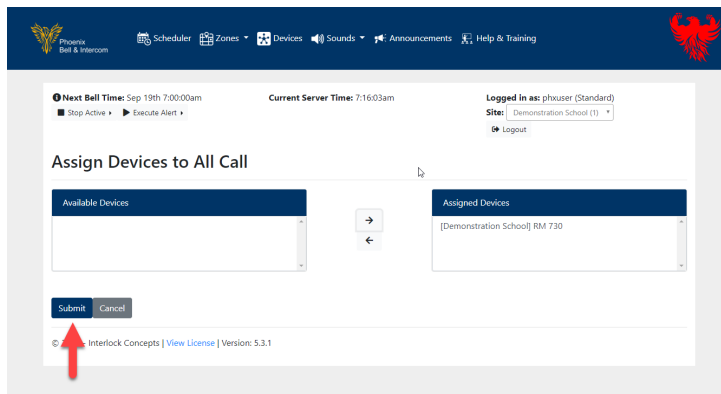 Phoenix
Bell & Intercom
Scheduler Zones Devices Sounds Announcements Help & Training
Next Bell Time: Sep 19th 7:00:00am Current Server Time: 7:16:03am Logged in as: phxuser (Standard)
Stop Active Execute Alert Site: Demonstration School (1)
Logout
Assign Devices to All Call
Available Devices Assigned Devices
[Demonstration School] RM 730
Submit Cancel
© Interlock Concepts | View License | Version: 5.3.1